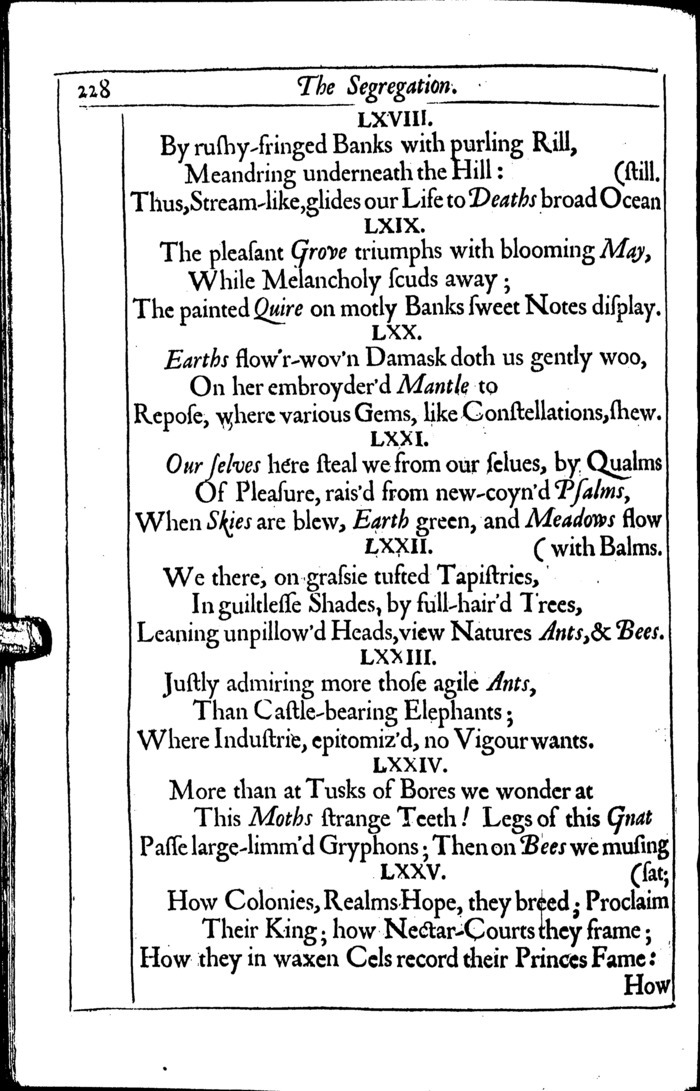 228 The Segregation.
LXVIII.
By ruſhy-fringed Banks with purling Rill,
Meandring underneath the Hill: (ſtill.
Thus,Stream-like,glides our Life to Deaths broad Ocean
LXIX.
The pleaſant Grove triumphs with blooming May,
While Melancholy ſcuds away;
The painted Quire on motly Banks ſweet Notes diſplay.
LXX.
Earths flow'r-wov'n Damask doth us gently woo,
On her embroyder'd Mantle to
Repoſe, where various Gems, like Conſtellations,ſhew.
LXXI.
Our ſelves here ſteal we from our ſelues, by Qualms
Of Pleaſure, rais'd from new-coyn'd Pſalms,
When Skies are blew, Earth green, and Meadows flow
LXXII. (with Balms.
We there, on graſsie tufted Tapiſtries,
In guiltleſſe Shades, by full-hair'd Trees,
Leaning unpillow'd Heads,view Natures Ants,& Bees.
LXXIII.
Juſtly admiring more thoſe agile Ants,
Than Caſtle-bearing Elephants;
Where Induſtrie, epitomiz'd, no Vigour wants.
LXXIV.
More than at Tusks of Bores we wonder at
This Moths ſtrange Teeth! Legs of this Gnat
Paſſe large-limm'd Gryphons; Then on Bees we muſing
LXXV. (ſat;
How Colonies, Realms Hope, they breed; Proclaim
Their King; how Nectar-Courts they frame;
How they in waxen Cels record their Princes Fame:
How